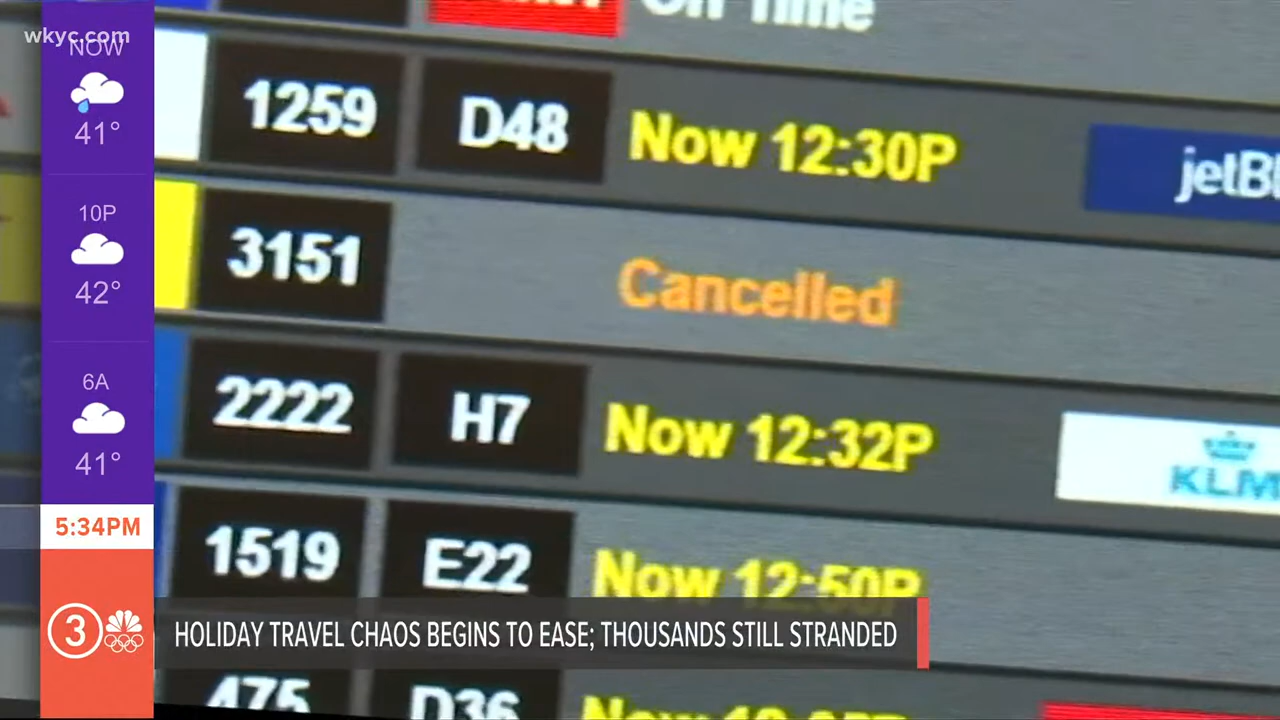 wkyc.com
NOW
41°
10P
42°
6A
41°
5:34PM
3
On Time
1259 D48 Now 12:30P
3151 Cancelled
2222 H7 Now 12:32P
KLM
1519 E22 Now 12:50P
475 D36 Now
HOLIDAY TRAVEL CHAOS BEGINS TO EASE; THOUSANDS STILL STRANDED